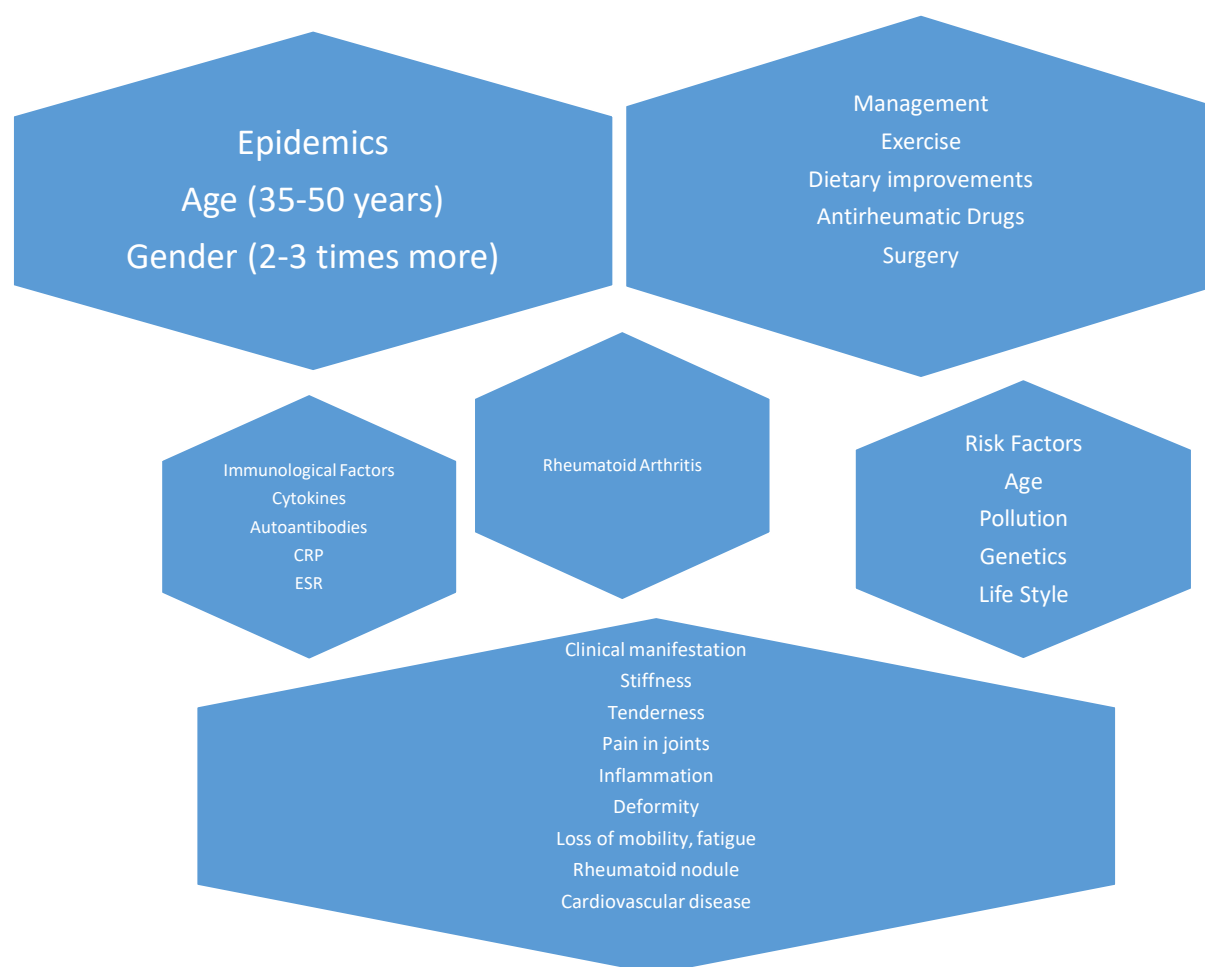 Epidemics
Age (35-50 years)
Gender (2-3 times more)
Management
Exercise
Dietary improvements
Antirheumatic Drugs
Surgery
Immunological Factors
Cytokines
Autoantibodies
CRP
ESR
Rheumatoid Arthritis
Risk Factors
Age
Pollution
Genetics
Life Style
Clinical manifestation
Stiffness
Tenderness
Pain in joints
Inflammation
Deformity
Loss of mobility, fatigue
Rheumatoid nodule
Cardiovascular disease